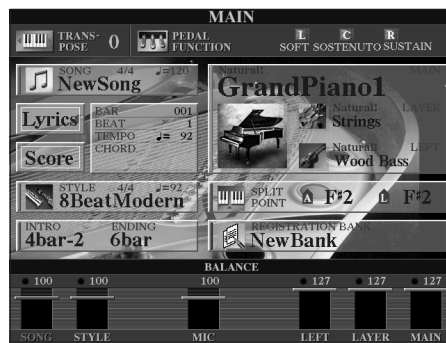 MAIN
TRANS-
POSE 0
PEDAL
FUNCTION
L C R
SOFT SOSTENUTO SUSTAIN
SONG 4/4 ♩=120
NewSong
Natural! MAIN
GrandPiano1
Lyrics
Score
BAR 001
BEAT 1
TEMPO ♩= 92
CHORD
Natural! LAYER
Strings
Natural! LEFT
Wood Bass
STYLE 4/4 ♩=92
8BeatModern
SPLIT
POINT
A F♯2 L F♯2
INTRO ENDING
4bar-2 6bar
REGISTRATION BANK
NewBank
BALANCE
100 100 100 127 127 127
SONG STYLE MIC LEFT LAYER MAIN